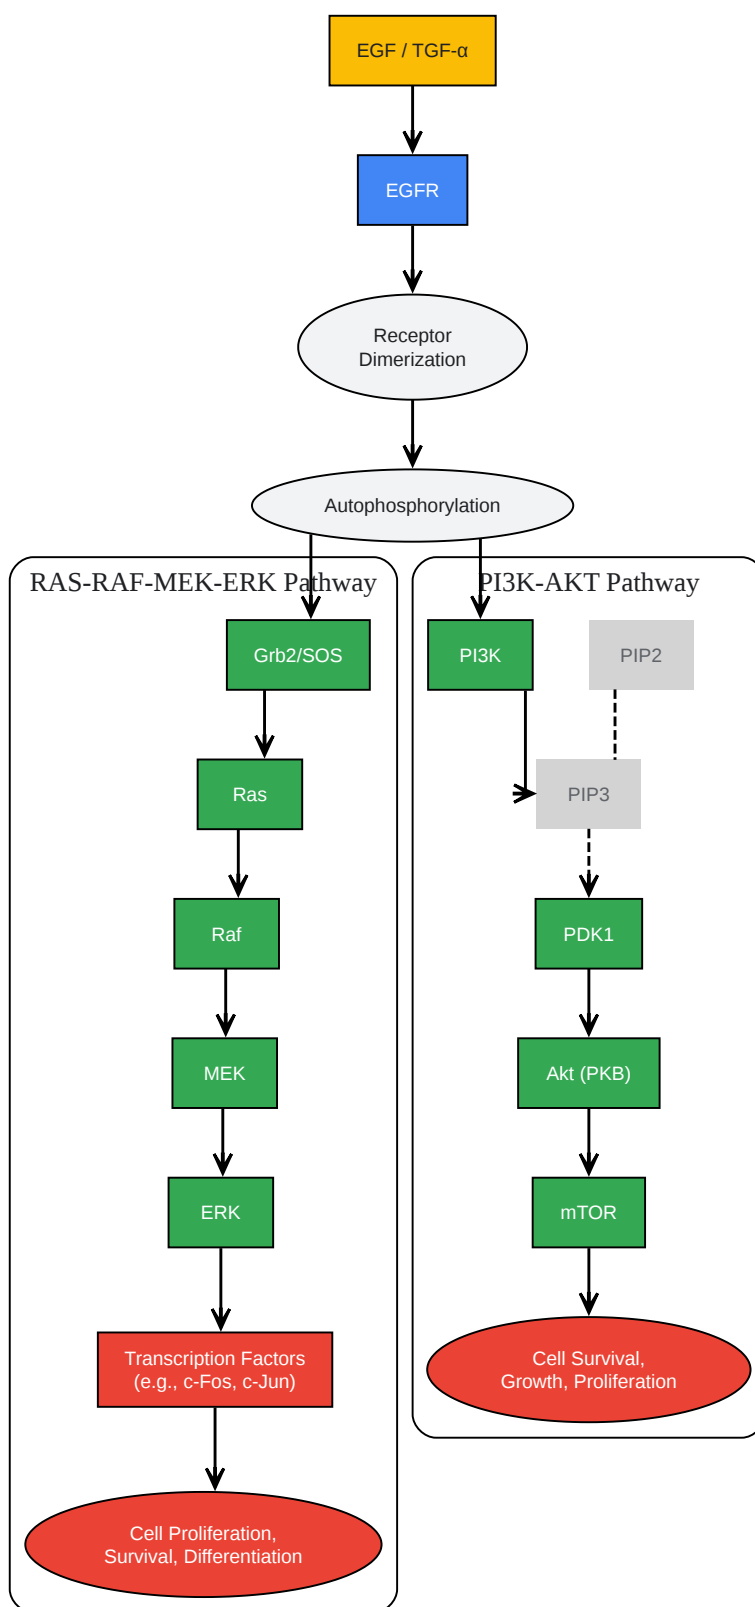 EGF / TGF-α
EGFR
Receptor
Dimerization
Autophosphorylation
RAS-RAF-MEK-ERK Pathway
Grb2/SOS
Ras
Raf
MEK
ERK
Transcription Factors
(e.g., c-Fos, c-Jun)
Cell Proliferation,
Survival, Differentiation
PI3K-AKT Pathway
PI3K
PIP2
PIP3
PDK1
Akt (PKB)
mTOR
Cell Survival,
Growth, Proliferation